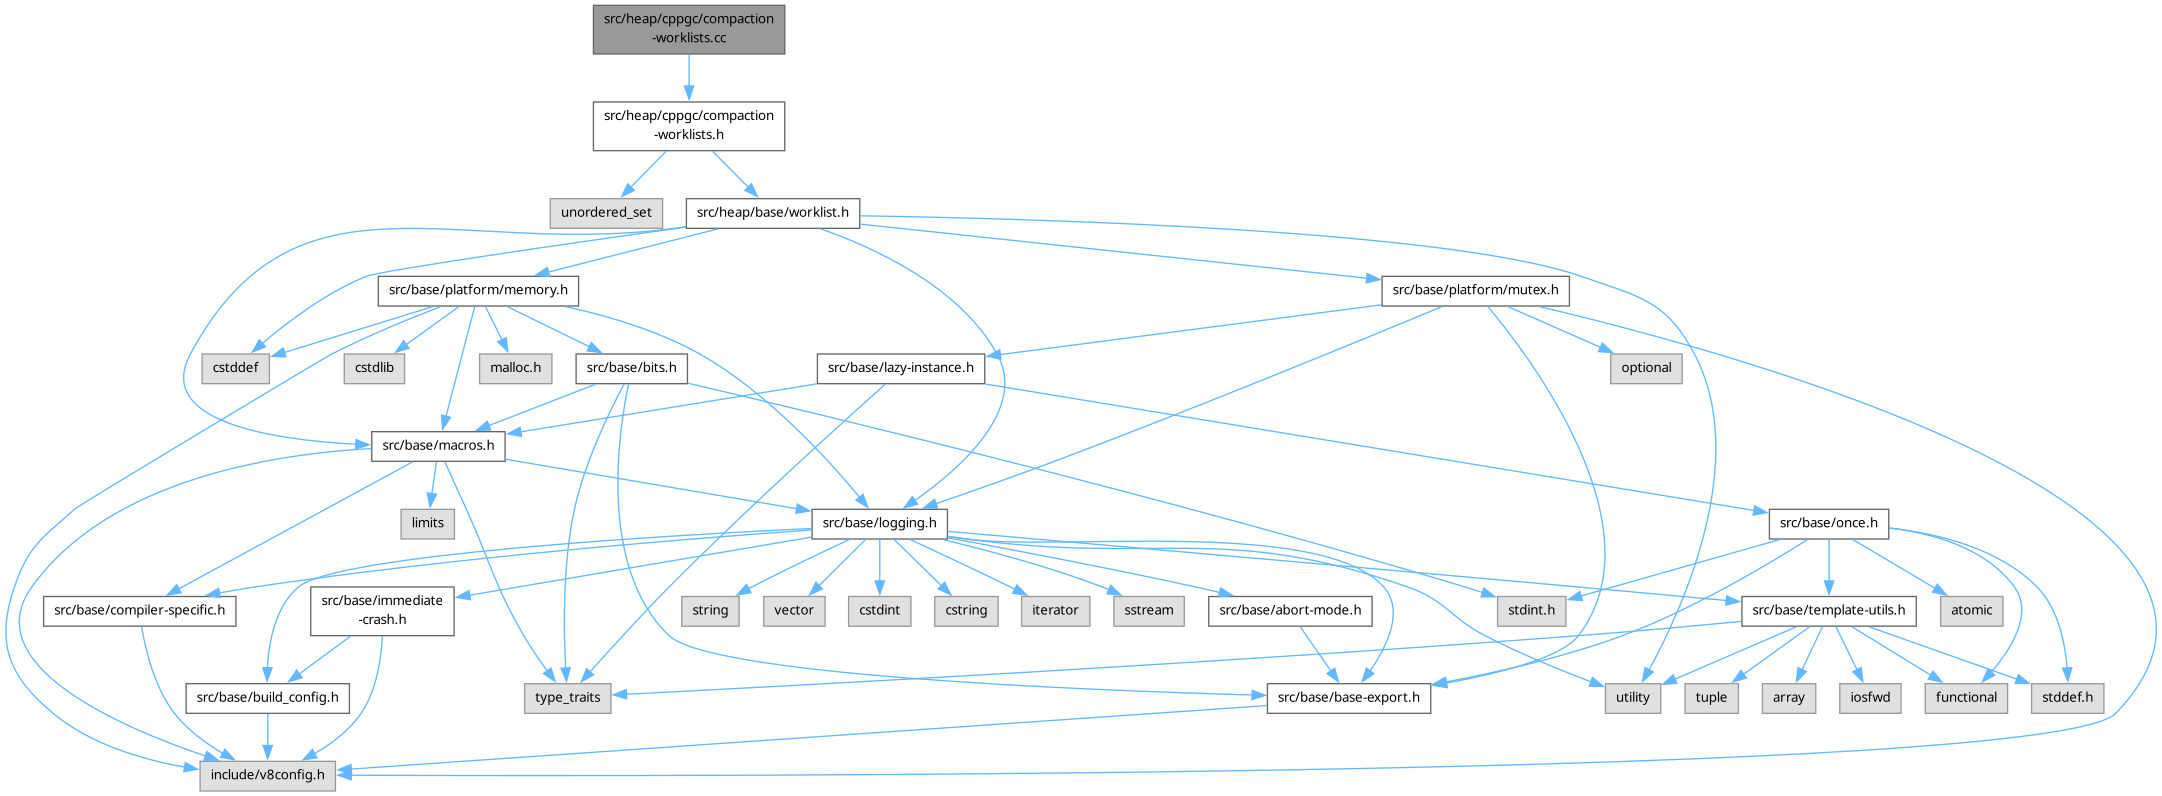 src/heap/cppgc/compaction
-worklists.cc
src/heap/cppgc/compaction
-worklists.h
unordered_set
src/heap/base/worklist.h
src/base/platform/memory.h
src/base/platform/mutex.h
cstddef
cstdlib
malloc.h
src/base/bits.h
src/base/lazy-instance.h
optional
src/base/macros.h
limits
src/base/logging.h
src/base/once.h
src/base/compiler-specific.h
src/base/immediate
-crash.h
string
vector
cstdint
cstring
iterator
sstream
src/base/abort-mode.h
stdint.h
src/base/template-utils.h
atomic
src/base/build_config.h
type_traits
src/base/base-export.h
utility
tuple
array
iosfwd
functional
stddef.h
include/v8config.h